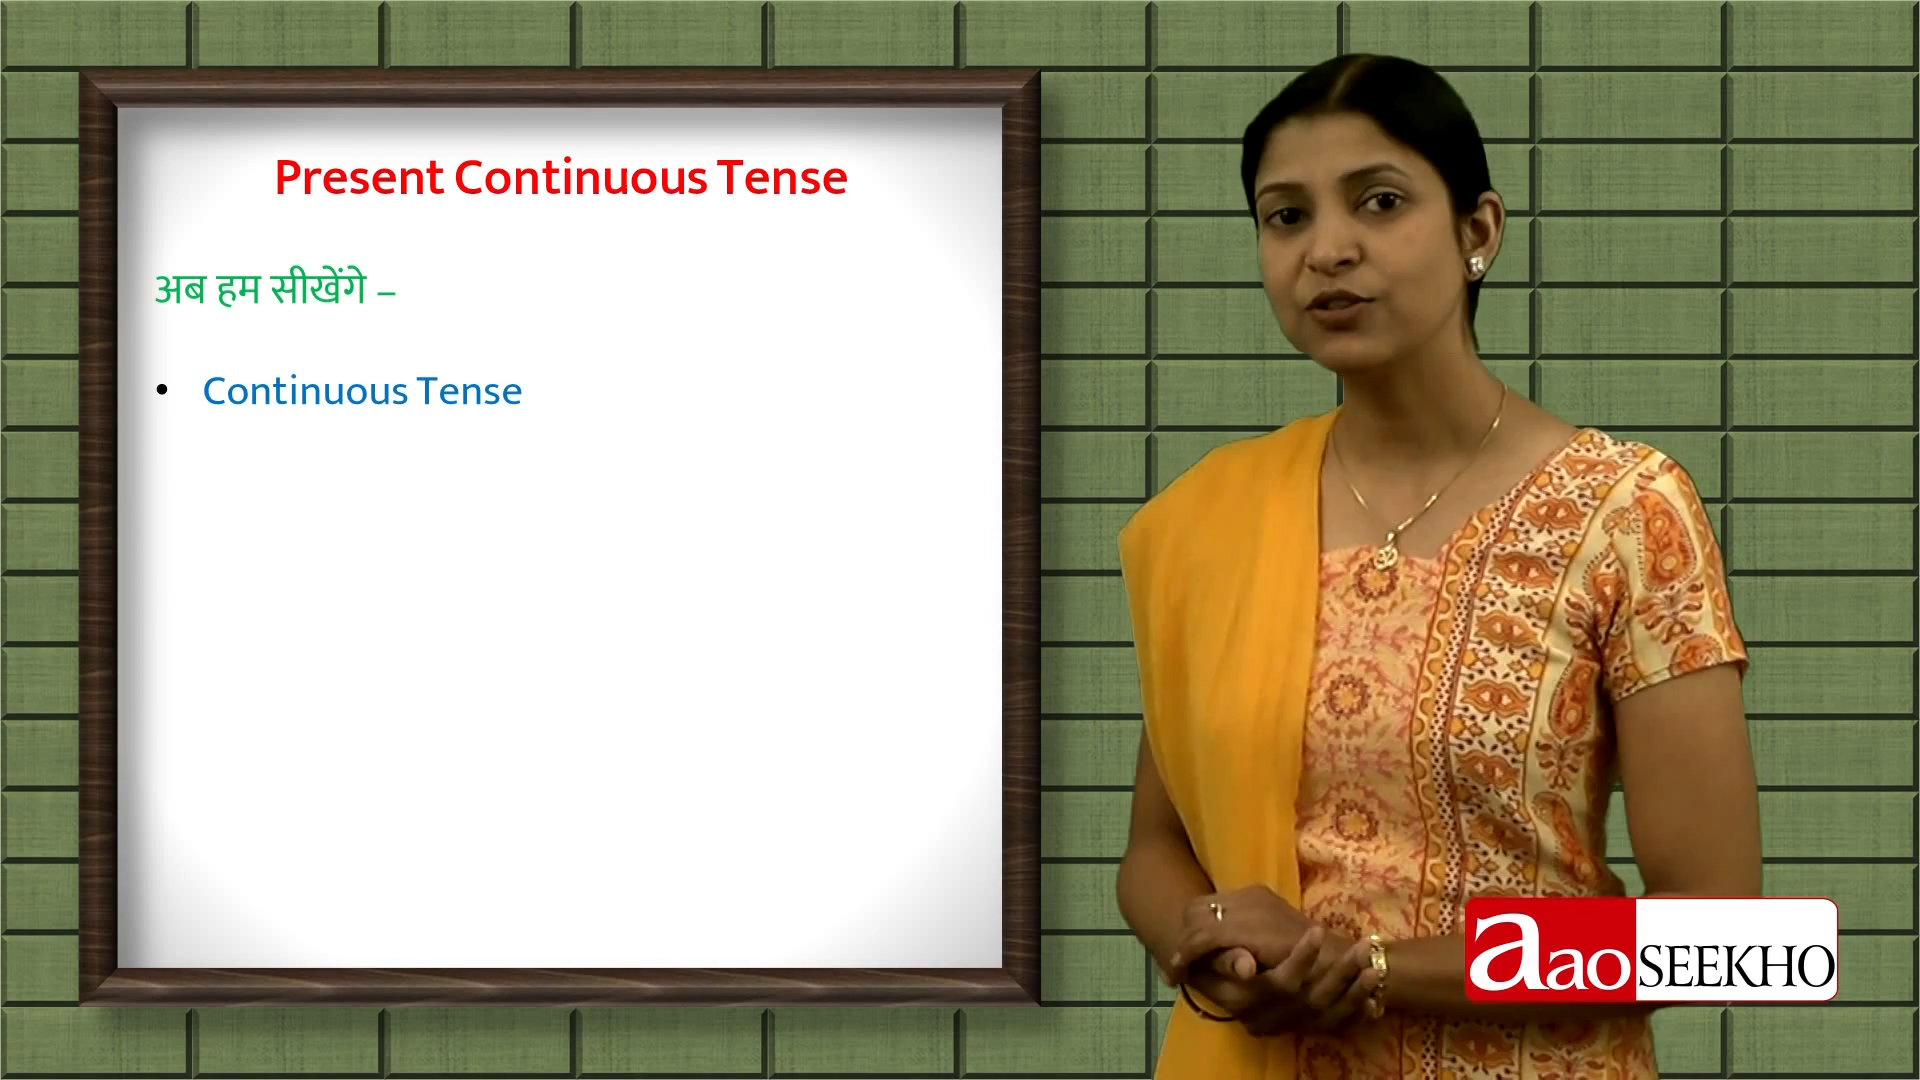 Present Continuous Tense
अब हम सीखेंगे –
• Continuous Tense
aao SEEKHO